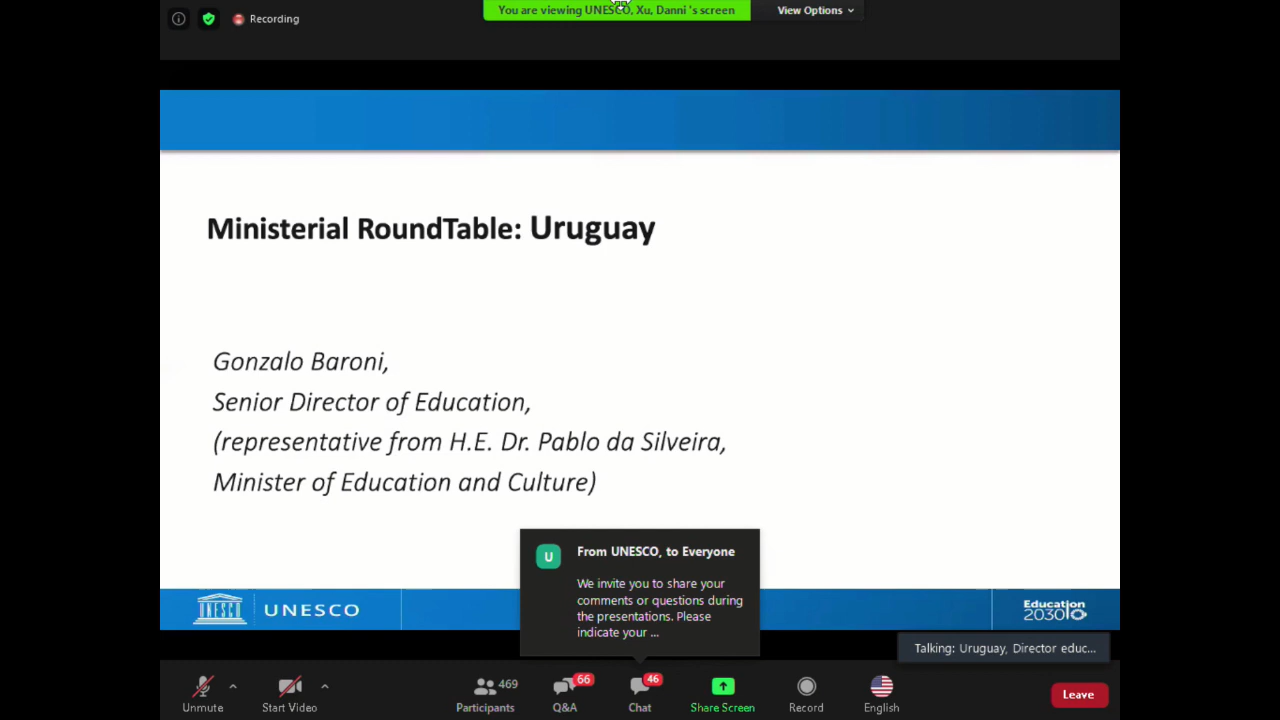 Recording
You are viewing UNESCO, Xu, Danni 's screen
View Options
Ministerial RoundTable: Uruguay
Gonzalo Baroni,
Senior Director of Education,
(representative from H.E. Dr. Pablo da Silveira,
Minister of Education and Culture)
U
From UNESCO, to Everyone
We invite you to share your
comments or questions during
the presentations. Please
indicate your ...
UNESCO
UNESCO
Education
2030
Talking: Uruguay, Director educ...
Unmute
Start Video
469
Participants
66
Q&A
46
Chat
Share Screen
Record
English
Leave